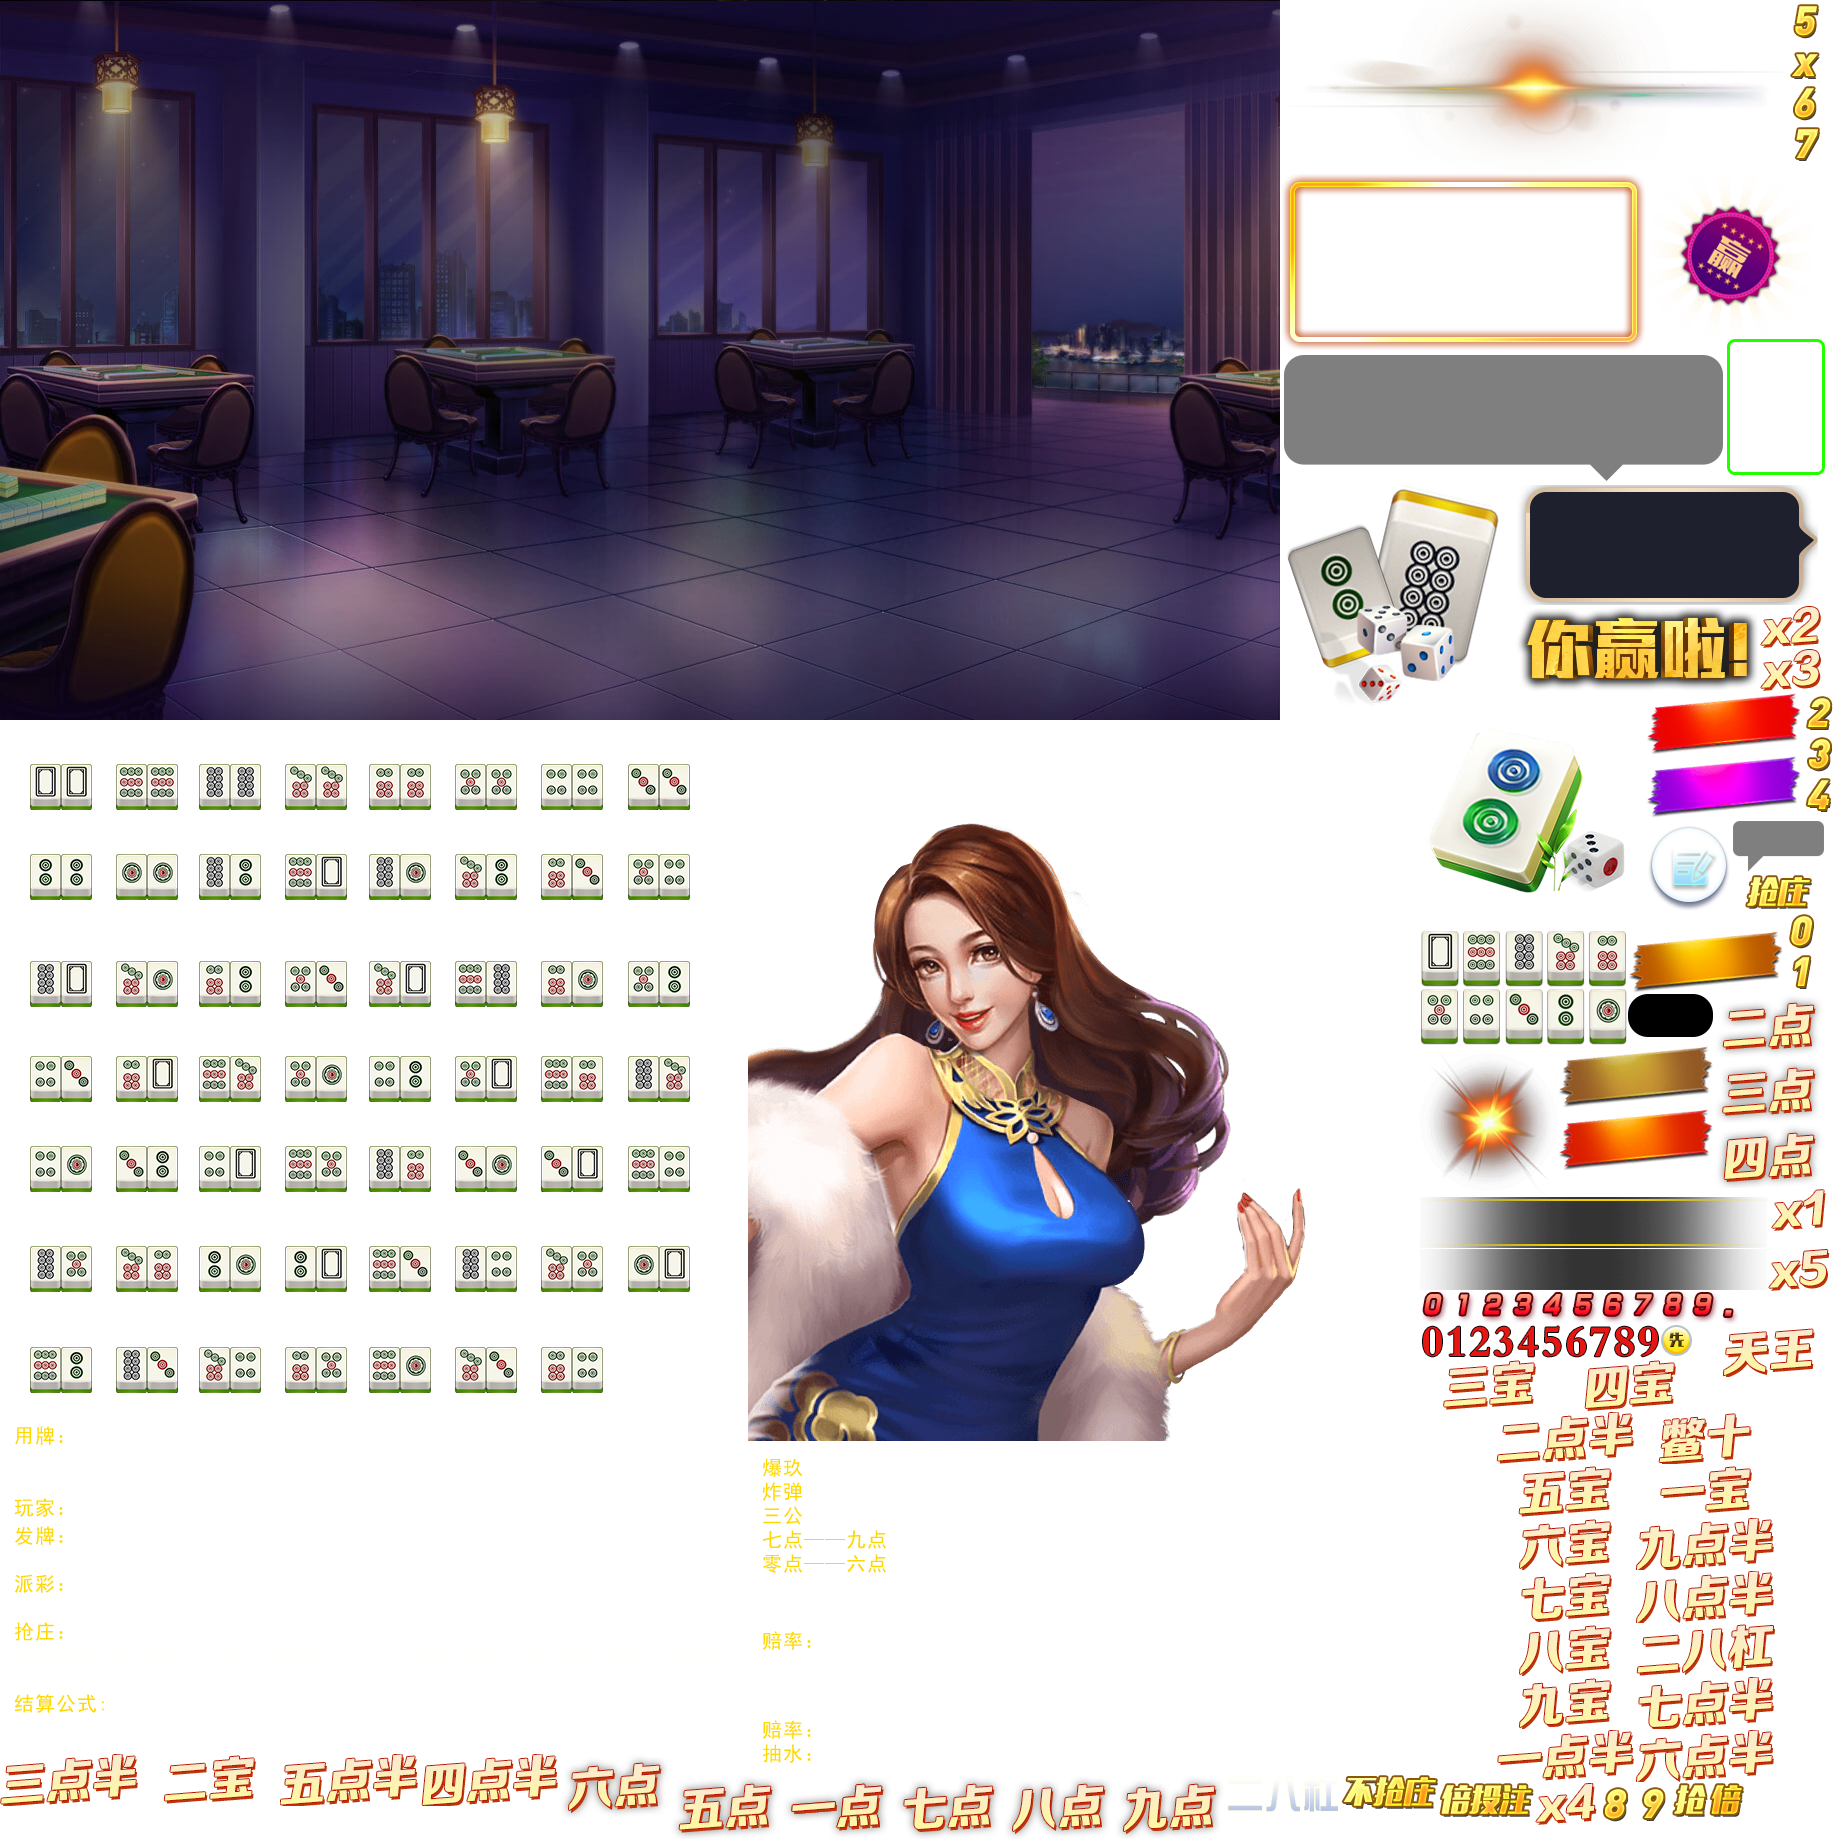 5
x
6
7
赢
你赢啦!
x2
x3
2
3
4
抢庄
0
1
二点
三点
四点
x1
x5
0123456789.
0123456789
先
天王
三宝 四宝
二点半 鳖十
五宝 一宝
六宝 九点半
七宝 八点半
八宝 二八杠
九宝 七点半
一点半 六点半
用牌：
玩家：
发牌：
派彩：
抢庄：
结算公式：
爆玖
炸弹
三公
七点——九点
零点——六点
赔率：
赔率：
抽水：
三点半 二宝 五点半 四点半 六点
五点 一点 七点 八点 九点 二八杠 不抢庄 倍投注 x4 8 9 抢 倍